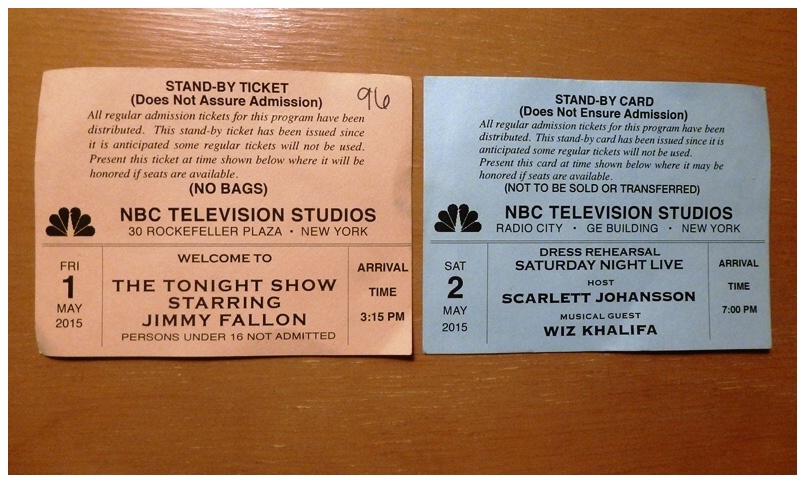 STAND-BY TICKET
(Does Not Assure Admission)
96
All regular admission tickets for this program have been
distributed. This stand-by ticket has been issued since
it is anticipated some regular tickets will not be used.
Present this ticket at time shown below where it will be
honored if seats are available.
(NO BAGS)
NBC TELEVISION STUDIOS
30 ROCKEFELLER PLAZA • NEW YORK
FRI
1
MAY
2015
WELCOME TO
THE TONIGHT SHOW
STARRING
JIMMY FALLON
PERSONS UNDER 16 NOT ADMITTED
ARRIVAL
TIME
3:15 PM
STAND-BY CARD
(Does Not Ensure Admission)
All regular admission tickets for this program have been
distributed. This stand-by card has been issued since it is
anticipated some regular tickets will not be used.
Present this card at time shown below where it may be
honored if seats are available.
(NOT TO BE SOLD OR TRANSFERRED)
NBC TELEVISION STUDIOS
RADIO CITY • GE BUILDING • NEW YORK
SAT
2
MAY
2015
DRESS REHEARSAL
SATURDAY NIGHT LIVE
HOST
SCARLETT JOHANSSON
MUSICAL GUEST
WIZ KHALIFA
ARRIVAL
TIME
7:00 PM